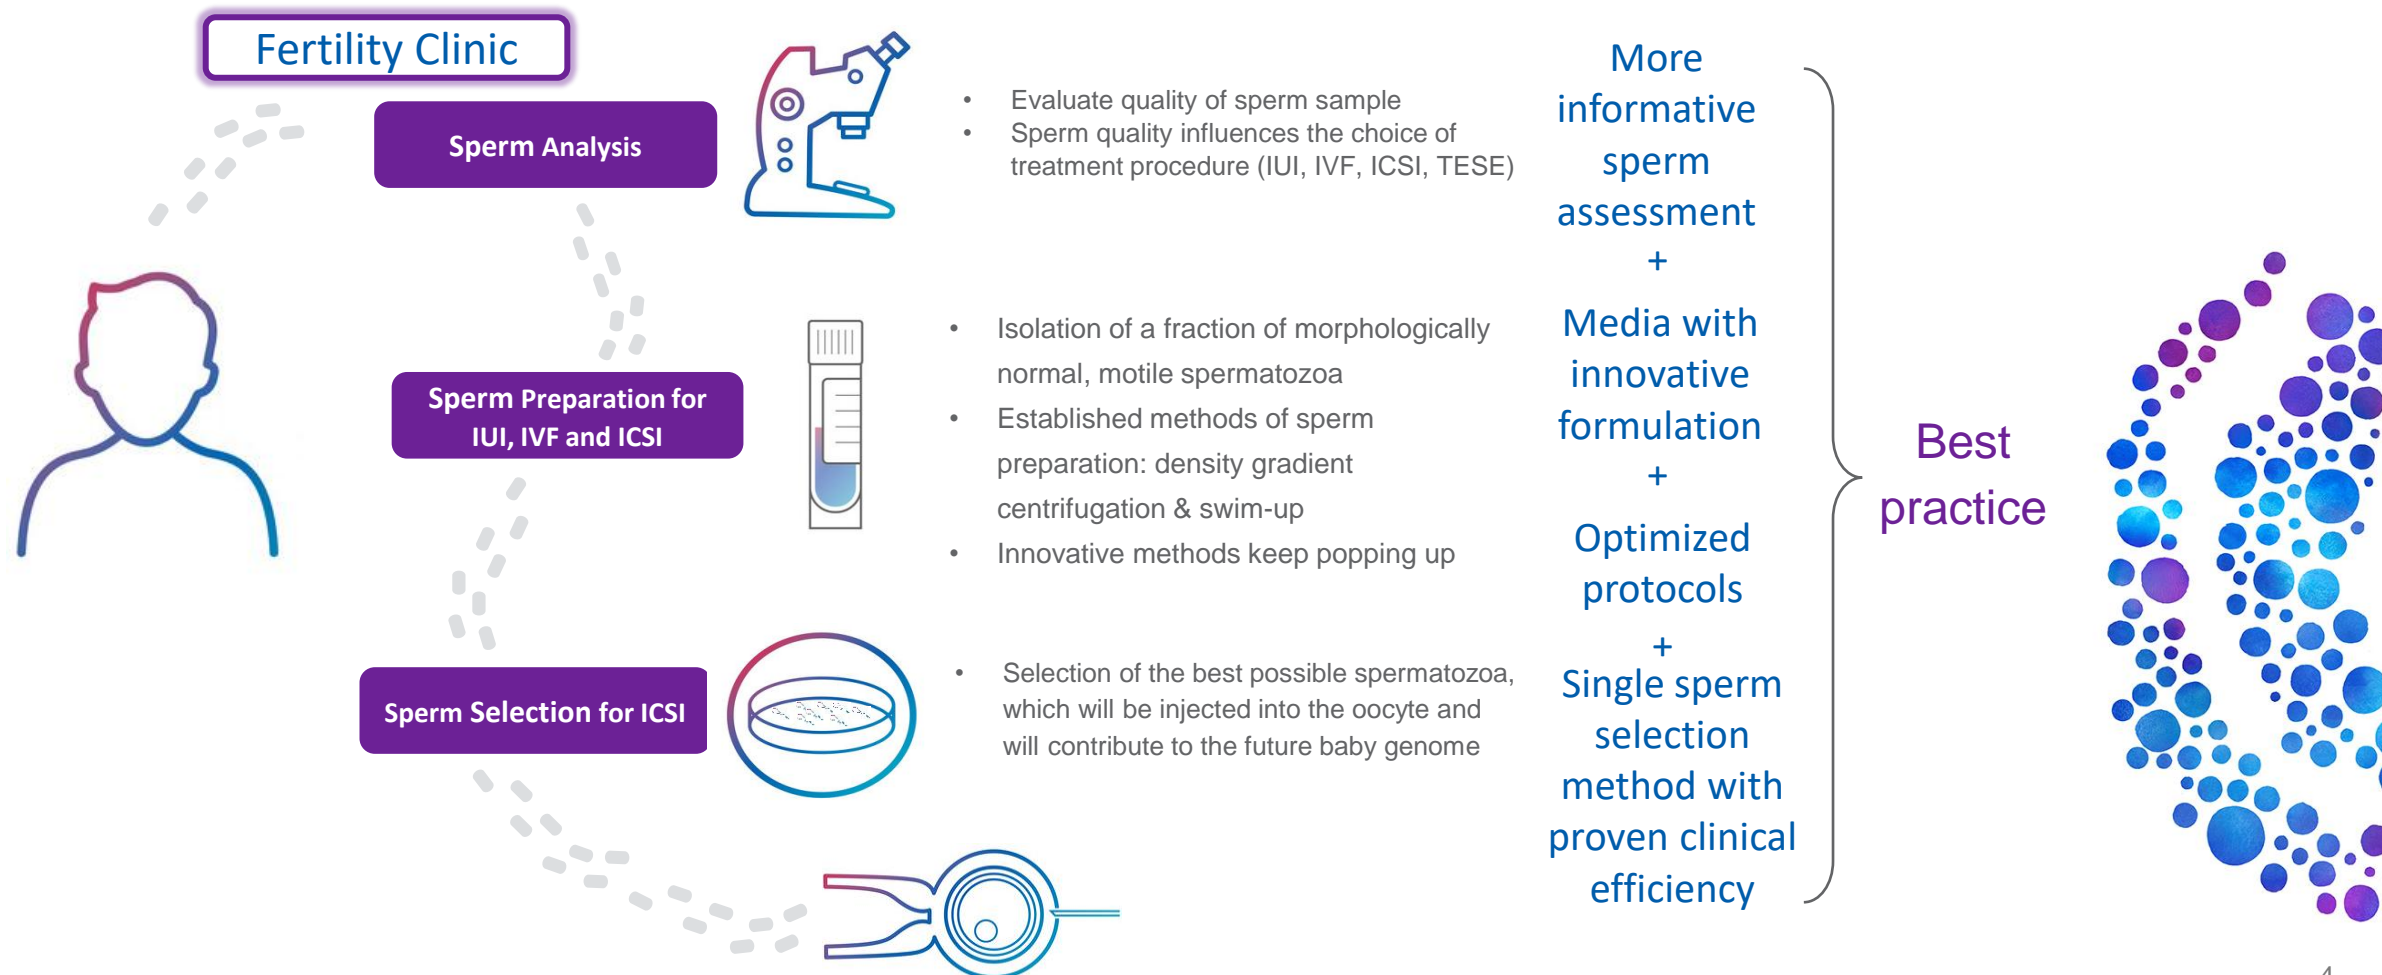 Fertility Clinic
Sperm Analysis
• Evaluate quality of sperm sample
• Sperm quality influences the choice of
treatment procedure (IUI, IVF, ICSI, TESE)
Sperm Preparation for
IUI, IVF and ICSI
• Isolation of a fraction of morphologically
normal, motile spermatozoa
• Established methods of sperm
preparation: density gradient
centrifugation & swim-up
• Innovative methods keep popping up
Sperm Selection for ICSI
• Selection of the best possible spermatozoa,
which will be injected into the oocyte and
will contribute to the future baby genome
More
informative
sperm
assessment
+
Media with
innovative
formulation
+
Optimized
protocols
+
Single sperm
selection
method with
proven clinical
efficiency
Best
practice
4